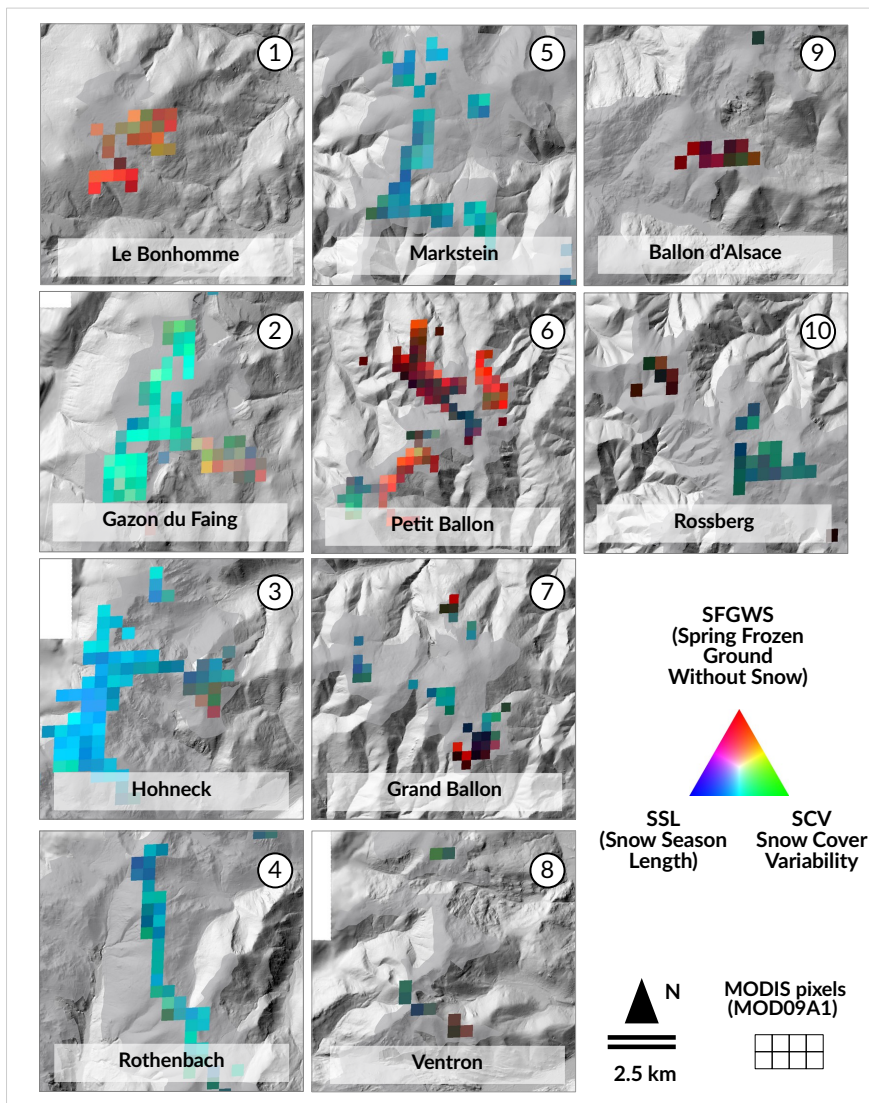 1
Le Bonhomme
5
Markstein
9
Ballon d’Alsace
2
Gazon du Faing
6
Petit Ballon
10
Rossberg
3
Hohneck
7
Grand Ballon
SFGWS
(Spring Frozen
Ground
Without Snow)
SSL
(Snow Season
Length)
SCV
Snow Cover
Variability
4
Rothenbach
8
Ventron
N
2.5 km
MODIS pixels
(MOD09A1)